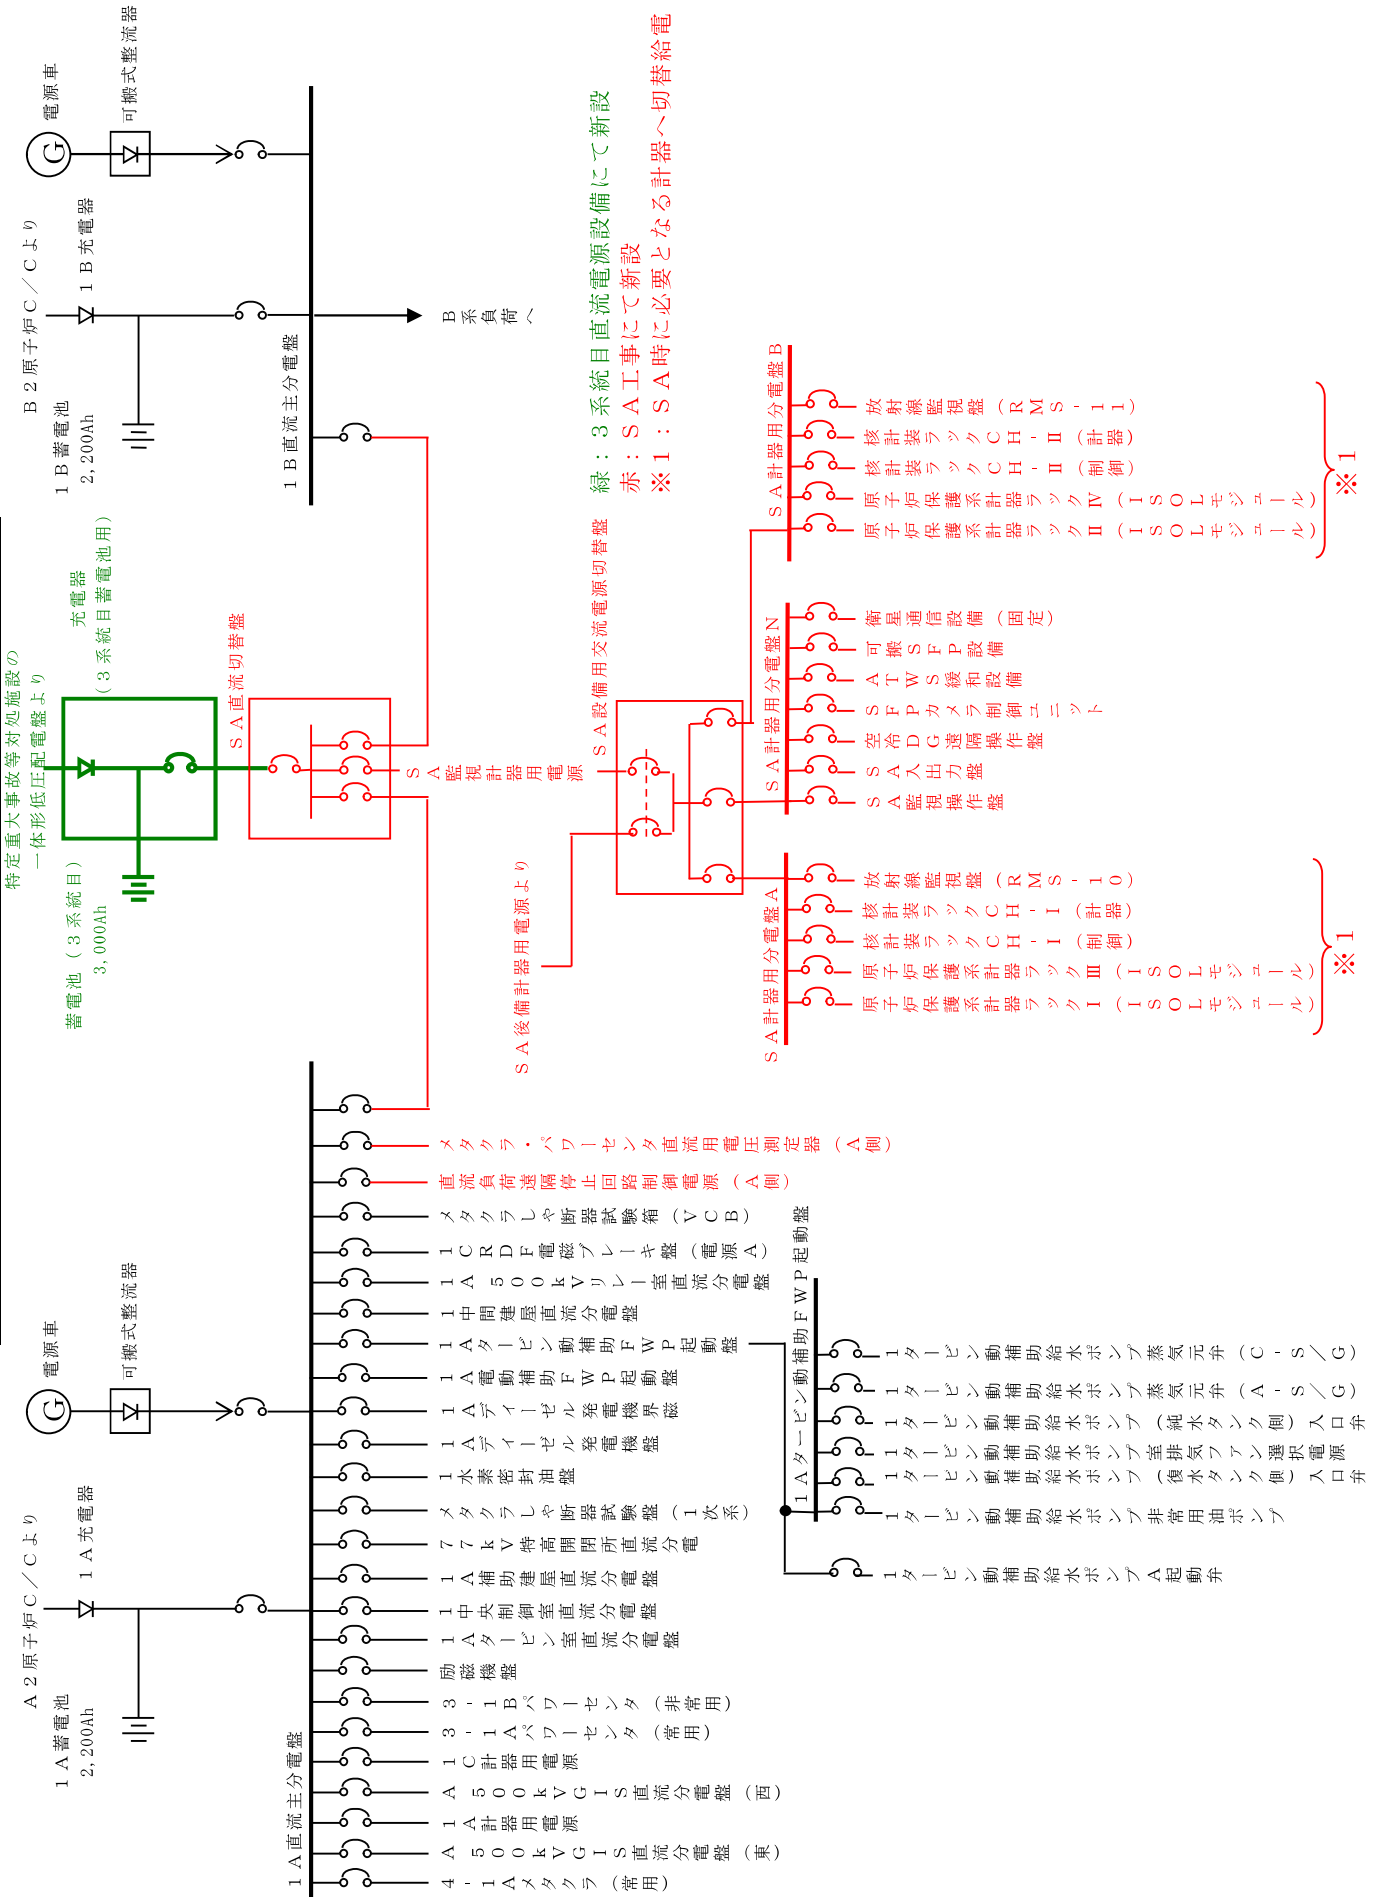 電源車
可搬式整流器
G
B2原子炉C/Cより
1B充電器
1B蓄電池
2,200Ah
1B直流主分電盤
B系負荷へ
緑:3系統目直流電源設備にて新設
赤:SA工事にて新設
※1:SA時に必要となる計器へ切替給電
特定重大事故等対処施設の
一体形低圧配電盤より
充電器
(3系統目蓄電池用)
蓄電池(3系統目)
3,000Ah
SA直流切替盤
SA監視計器用電源
SA設備用交流電源切替盤
SA後備計器用電源より
SA計器用分電盤B
放射線監視盤(RMS-11)
核計装ラックCH-Ⅱ(計器)
核計装ラックCH-Ⅱ(制御)
原子炉保護系計器ラックⅣ(ISOLモジュール)
原子炉保護系計器ラックⅡ(ISOLモジュール)
※1
SA計器用分電盤N
衛星通信設備(固定)
可搬SFP設備
ATWS緩和設備
SFPカメラ制御ユニット
空冷DG遠隔操作盤
SA入出力盤
SA監視操作盤
SA計器用分電盤A
放射線監視盤(RMS-10)
核計装ラックCH-Ⅰ(計器)
核計装ラックCH-Ⅰ(制御)
原子炉保護系計器ラックⅢ(ISOLモジュール)
原子炉保護系計器ラックⅠ(ISOLモジュール)
※1
電源車
可搬式整流器
G
A2原子炉C/Cより
1A充電器
1A蓄電池
2,200Ah
1A直流主分電盤
メタクラ・パワーセンタ直流用電圧測定器(A側)
直流負荷遠隔停止回路制御電源(A側)
メタクラしゃ断器試験箱(VCB)
1CRDF電磁ブレーキ盤(電源A)
1A 500kVリレー室直流分電盤
1中間建屋直流分電盤
1Aタービン動補助FWP起動盤
1A電動補助FWP起動盤
1Aディーゼル発電機界磁
1Aディーゼル発電機盤
1水素密封油盤
メタクラしゃ断器試験盤(1次系)
77kV特高開閉所直流分電
1A補助建屋直流分電盤
1中央制御室直流分電盤
1Aタービン室直流分電盤
励磁機盤
3-1Bパワーセンタ(非常用)
3-1Aパワーセンタ(常用)
1C計器用電源
A 500kVGIS直流分電盤(西)
1A計器用電源
A 500kVGIS直流分電盤(東)
4-1Aメタクラ(常用)
1Aタービン動補助FWP起動盤
1タービン動補助給水ポンプ蒸気元弁(C-S/G)
1タービン動補助給水ポンプ蒸気元弁(A-S/G)
1タービン動補助給水ポンプ(純水タンク側)入口弁
1タービン動補助給水ポンプ室排気ファン選択電源
1タービン動補助給水ポンプ(復水タンク側)入口弁
1タービン動補助給水ポンプ非常用油ポンプ
1タービン動補助給水ポンプA起動弁